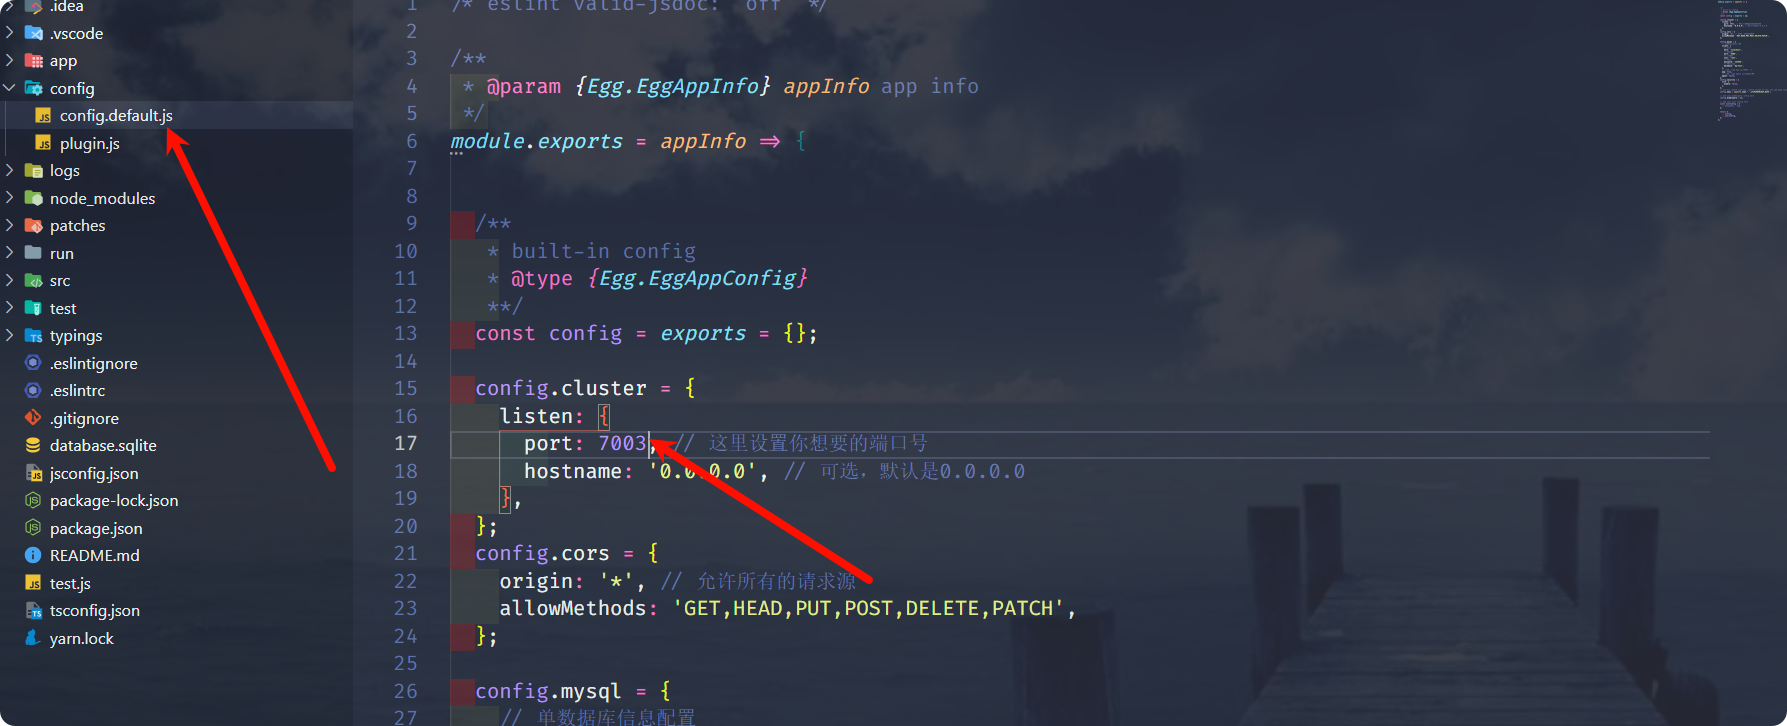 .idea
.vscode
app
config
config.default.js
plugin.js
logs
node_modules
patches
run
src
test
typings
.eslintignore
.eslintrc
.gitignore
database.sqlite
jsconfig.json
package-lock.json
package.json
README.md
test.js
tsconfig.json
yarn.lock
1 /* eslint valid-jsdoc: "off" */
2
3 /**
4 * @param {Egg.EggAppInfo} appInfo app info
5 */
6 module.exports = appInfo => {
7
8
9 /**
10 * built-in config
11 * @type {Egg.EggAppConfig}
12 **/
13 const config = exports = {};
14
15 config.cluster = {
16 listen: {
17 port: 7003, // 这里设置你想要的端口号
18 hostname: '0.0.0.0', // 可选，默认是0.0.0.0
19 },
20 };
21 config.cors = {
22 origin: '*', // 允许所有的请求源
23 allowMethods: 'GET,HEAD,PUT,POST,DELETE,PATCH',
24 };
25
26 config.mysql = {
27 // 单数据库信息配置